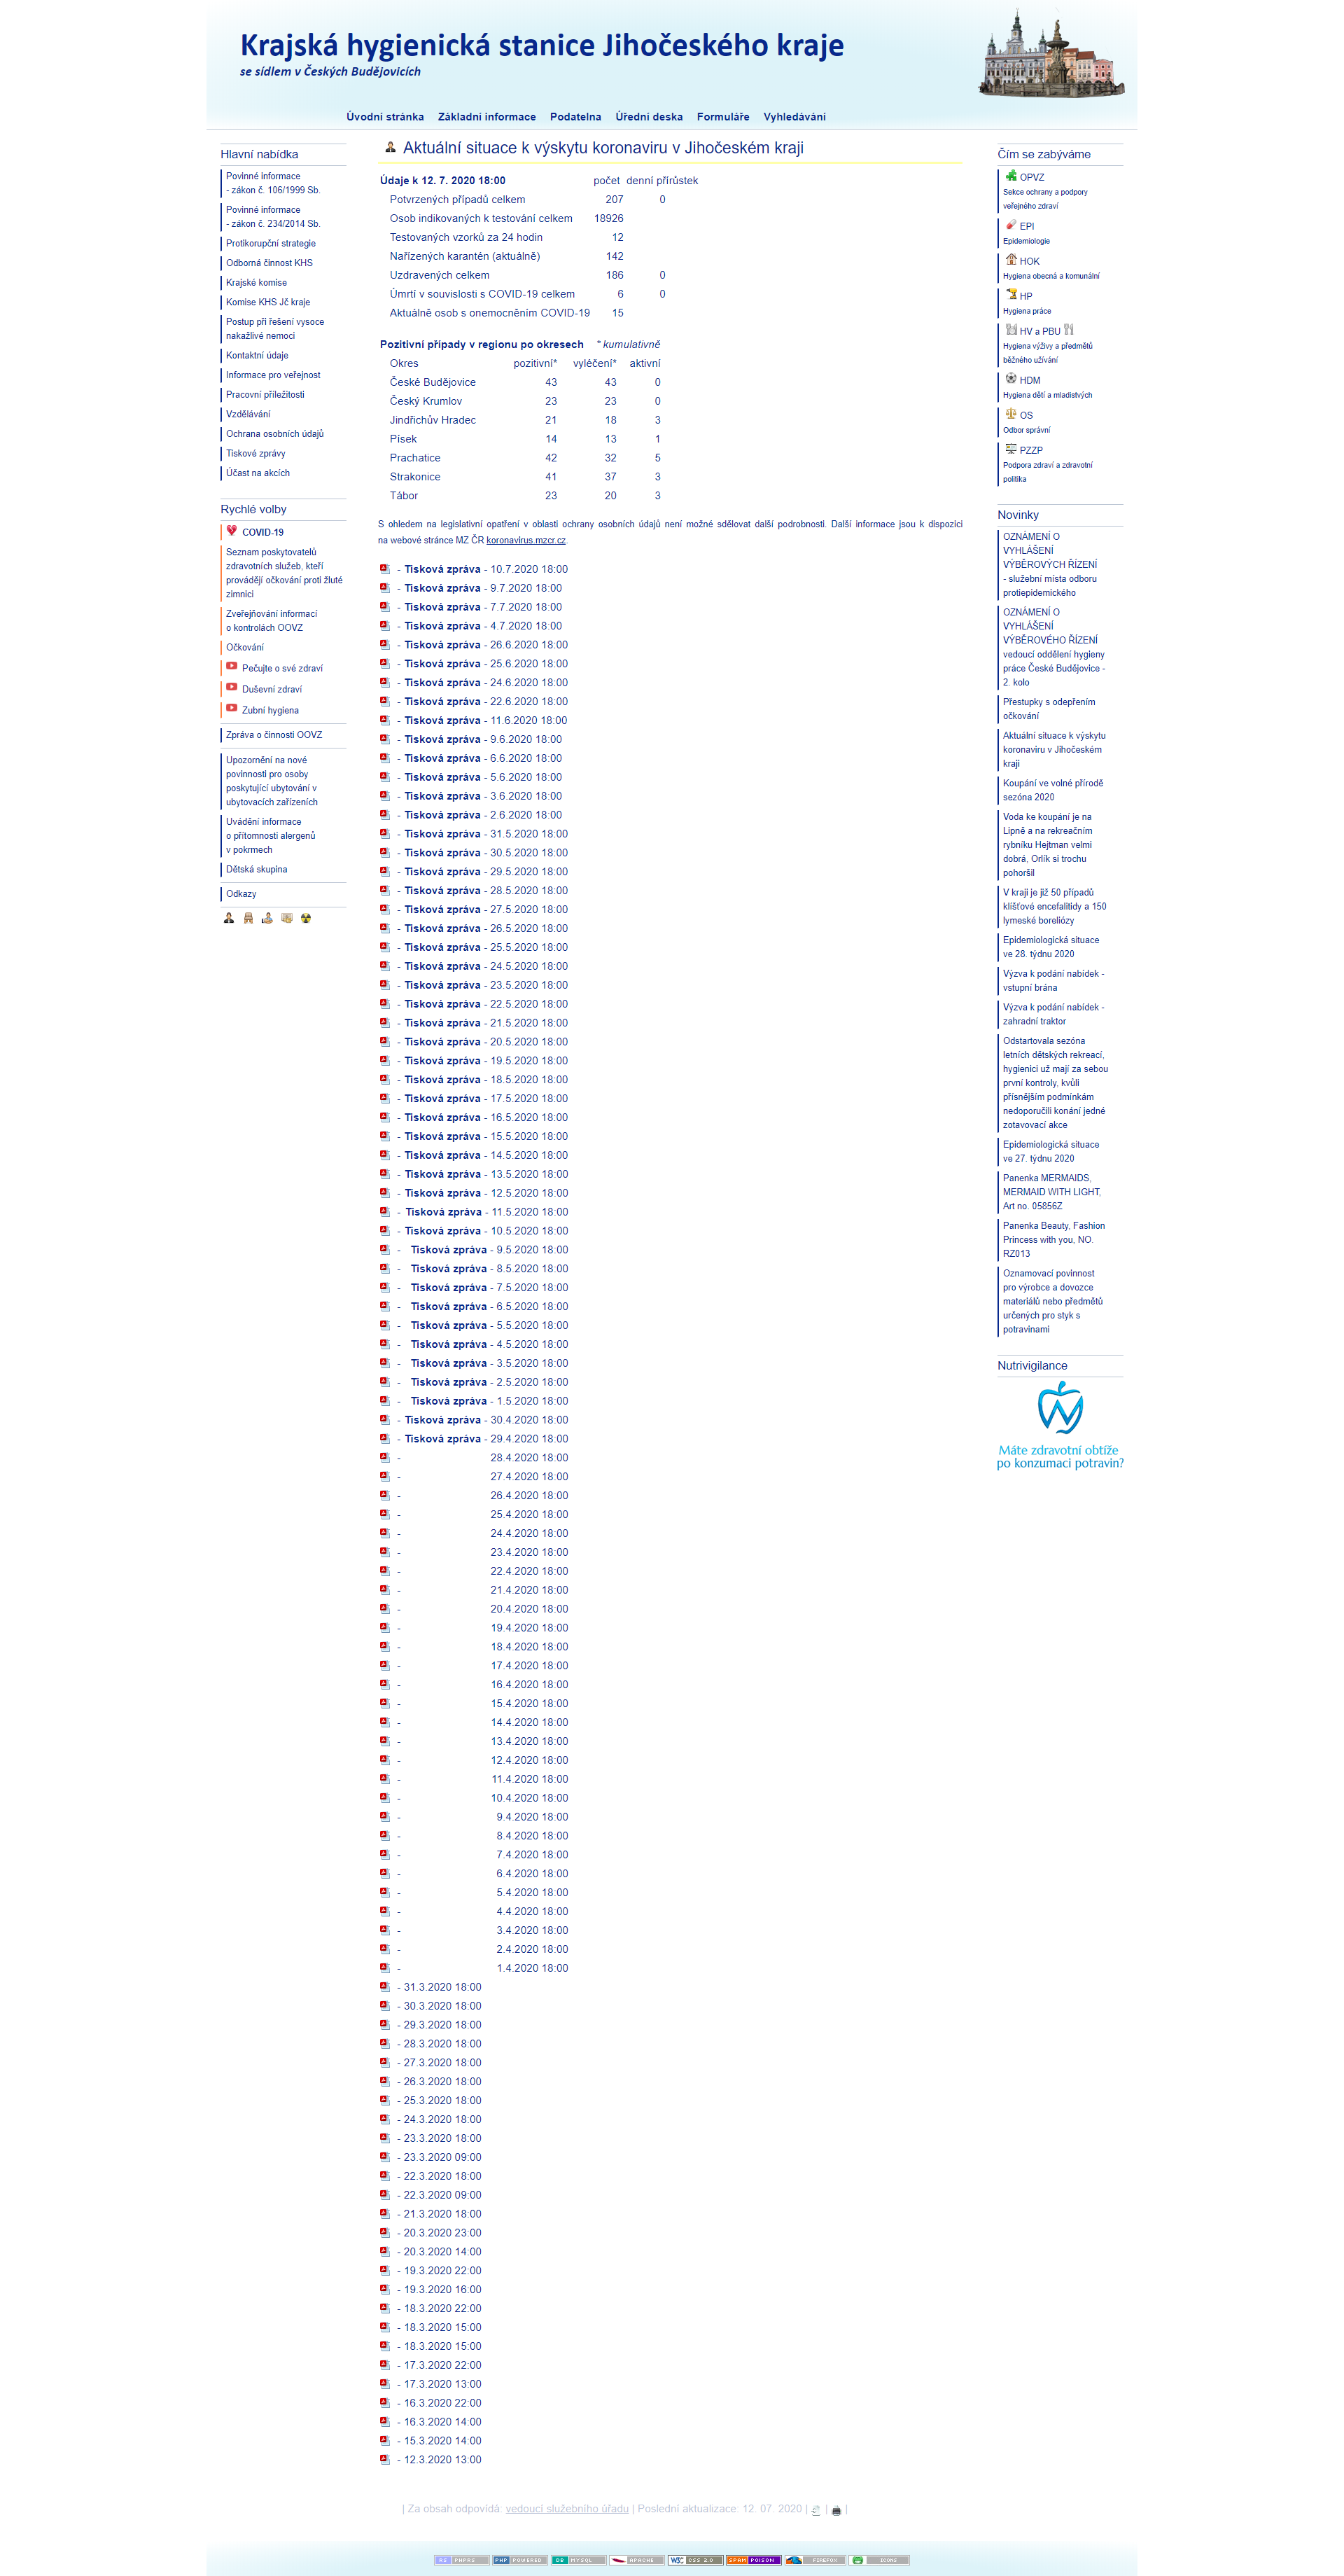 Krajská hygienická stanice Jihočeského kraje
se sídlem v Českých Budějovicích
Úvodní stránka Základní informace Podatelna Úřední deska Formuláře Vyhledávání
Hlavní nabídka
Povinné informace
- zákon č. 106/1999 Sb.
Povinné informace
- zákon č. 234/2014 Sb.
Protikorupční strategie
Odborná činnost KHS
Krajské komise
Komise KHS Jč kraje
Postup při řešení vysoce
nakažlivé nemoci
Kontaktní údaje
Informace pro veřejnost
Pracovní příležitosti
Vzdělávání
Ochrana osobních údajů
Tiskové zprávy
Účast na akcích
Rychlé volby
COVID-19
Seznam poskytovatelů
zdravotních služeb, kteří
provádějí očkování proti žluté
zimnici
Zveřejňování informací
o kontrolách OOVZ
Očkování
Pečujte o své zdraví
Duševní zdraví
Zubní hygiena
Zpráva o činnosti OOVZ
Upozornění na nové
povinnosti pro osoby
poskytující ubytování v
ubytovacích zařízeních
Uvádění informace
o přítomnosti alergenů
v pokrmech
Dětská skupina
Odkazy
Aktuální situace k výskytu koronaviru v Jihočeském kraji
Údaje k 12. 7. 2020 18:00 počet denní přírůstek
Potvrzených případů celkem 207 0
Osob indikovaných k testování celkem 18926
Testovaných vzorků za 24 hodin 12
Nařízených karantén (aktuálně) 142
Uzdravených celkem 186 0
Úmrtí v souvislosti s COVID-19 celkem 6 0
Aktuálně osob s onemocněním COVID-19 15
Pozitivní případy v regionu po okresech * kumulativně
Okres pozitivní* vyléčení* aktivní
České Budějovice 43 43 0
Český Krumlov 23 23 0
Jindřichův Hradec 21 18 3
Písek 14 13 1
Prachatice 42 32 5
Strakonice 41 37 3
Tábor 23 20 3
S ohledem na legislativní opatření v oblasti ochrany osobních údajů není možné sdělovat další podrobnosti. Další informace jsou k dispozici
na webové stránce MZ ČR koronavirus.mzcr.cz.
- Tisková zpráva - 10.7.2020 18:00
- Tisková zpráva - 9.7.2020 18:00
- Tisková zpráva - 7.7.2020 18:00
- Tisková zpráva - 4.7.2020 18:00
- Tisková zpráva - 26.6.2020 18:00
- Tisková zpráva - 25.6.2020 18:00
- Tisková zpráva - 24.6.2020 18:00
- Tisková zpráva - 22.6.2020 18:00
- Tisková zpráva - 11.6.2020 18:00
- Tisková zpráva - 9.6.2020 18:00
- Tisková zpráva - 6.6.2020 18:00
- Tisková zpráva - 5.6.2020 18:00
- Tisková zpráva - 3.6.2020 18:00
- Tisková zpráva - 2.6.2020 18:00
- Tisková zpráva - 31.5.2020 18:00
- Tisková zpráva - 30.5.2020 18:00
- Tisková zpráva - 29.5.2020 18:00
- Tisková zpráva - 28.5.2020 18:00
- Tisková zpráva - 27.5.2020 18:00
- Tisková zpráva - 26.5.2020 18:00
- Tisková zpráva - 25.5.2020 18:00
- Tisková zpráva - 24.5.2020 18:00
- Tisková zpráva - 23.5.2020 18:00
- Tisková zpráva - 22.5.2020 18:00
- Tisková zpráva - 21.5.2020 18:00
- Tisková zpráva - 20.5.2020 18:00
- Tisková zpráva - 19.5.2020 18:00
- Tisková zpráva - 18.5.2020 18:00
- Tisková zpráva - 17.5.2020 18:00
- Tisková zpráva - 16.5.2020 18:00
- Tisková zpráva - 15.5.2020 18:00
- Tisková zpráva - 14.5.2020 18:00
- Tisková zpráva - 13.5.2020 18:00
- Tisková zpráva - 12.5.2020 18:00
- Tisková zpráva - 11.5.2020 18:00
- Tisková zpráva - 10.5.2020 18:00
- Tisková zpráva - 9.5.2020 18:00
- Tisková zpráva - 8.5.2020 18:00
- Tisková zpráva - 7.5.2020 18:00
- Tisková zpráva - 6.5.2020 18:00
- Tisková zpráva - 5.5.2020 18:00
- Tisková zpráva - 4.5.2020 18:00
- Tisková zpráva - 3.5.2020 18:00
- Tisková zpráva - 2.5.2020 18:00
- Tisková zpráva - 1.5.2020 18:00
- Tisková zpráva - 30.4.2020 18:00
- Tisková zpráva - 29.4.2020 18:00
- 28.4.2020 18:00
- 27.4.2020 18:00
- 26.4.2020 18:00
- 25.4.2020 18:00
- 24.4.2020 18:00
- 23.4.2020 18:00
- 22.4.2020 18:00
- 21.4.2020 18:00
- 20.4.2020 18:00
- 19.4.2020 18:00
- 18.4.2020 18:00
- 17.4.2020 18:00
- 16.4.2020 18:00
- 15.4.2020 18:00
- 14.4.2020 18:00
- 13.4.2020 18:00
- 12.4.2020 18:00
- 11.4.2020 18:00
- 10.4.2020 18:00
- 9.4.2020 18:00
- 8.4.2020 18:00
- 7.4.2020 18:00
- 6.4.2020 18:00
- 5.4.2020 18:00
- 4.4.2020 18:00
- 3.4.2020 18:00
- 2.4.2020 18:00
- 1.4.2020 18:00
- 31.3.2020 18:00
- 30.3.2020 18:00
- 29.3.2020 18:00
- 28.3.2020 18:00
- 27.3.2020 18:00
- 26.3.2020 18:00
- 25.3.2020 18:00
- 24.3.2020 18:00
- 23.3.2020 18:00
- 23.3.2020 09:00
- 22.3.2020 18:00
- 22.3.2020 09:00
- 21.3.2020 18:00
- 20.3.2020 23:00
- 20.3.2020 14:00
- 19.3.2020 22:00
- 19.3.2020 16:00
- 18.3.2020 22:00
- 18.3.2020 15:00
- 18.3.2020 15:00
- 17.3.2020 22:00
- 17.3.2020 13:00
- 16.3.2020 22:00
- 16.3.2020 14:00
- 15.3.2020 14:00
- 12.3.2020 13:00
Čím se zabýváme
OPVZ
Sekce ochrany a podpory
veřejného zdraví
EPI
Epidemiologie
HOK
Hygiena obecná a komunální
HP
Hygiena práce
HV a PBU
Hygiena výživy a předmětů
běžného užívání
HDM
Hygiena dětí a mladistvých
OS
Odbor správní
PZZP
Podpora zdraví a zdravotní
politika
Novinky
OZNÁMENÍ O
VYHLÁŠENÍ
VÝBĚROVÝCH ŘÍZENÍ
- služební místa odboru
protiepidemického
OZNÁMENÍ O
VYHLÁŠENÍ
VÝBĚROVÉHO ŘÍZENÍ
vedoucí oddělení hygieny
práce České Budějovice -
2. kolo
Přestupky s odepřením
očkování
Aktuální situace k výskytu
koronaviru v Jihočeském
kraji
Koupání ve volné přírodě
sezóna 2020
Voda ke koupání je na
Lipně a na rekreačním
rybníku Hejtman velmi
dobrá, Orlík si trochu
pohoršil
V kraji je již 50 případů
klíšťové encefalitidy a 150
lymeské boreliózy
Epidemiologická situace
ve 28. týdnu 2020
Výzva k podání nabídek -
vstupní brána
Výzva k podání nabídek -
zahradní traktor
Odstartovala sezóna
letních dětských rekreací,
hygienici už mají za sebou
první kontroly, kvůli
přísnějším podmínkám
nedoporučili konání jedné
zotavovací akce
Epidemiologická situace
ve 27. týdnu 2020
Panenka MERMAIDS,
MERMAID WITH LIGHT,
Art no. 05856Z
Panenka Beauty, Fashion
Princess with you, NO.
RZ013
Oznamovací povinnost
pro výrobce a dovozce
materiálů nebo předmětů
určených pro styk s
potravinami
Nutrivigilance
Máte zdravotní obtíže
po konzumaci potravin?
| Za obsah odpovídá: vedoucí služebního úřadu | Poslední aktualizace: 12. 07. 2020 | | |
RS PHPRS PHP POWERED DB MYSQL APACHE W3C CSS 2.0 SPAM POISON FIREFOX ICONS